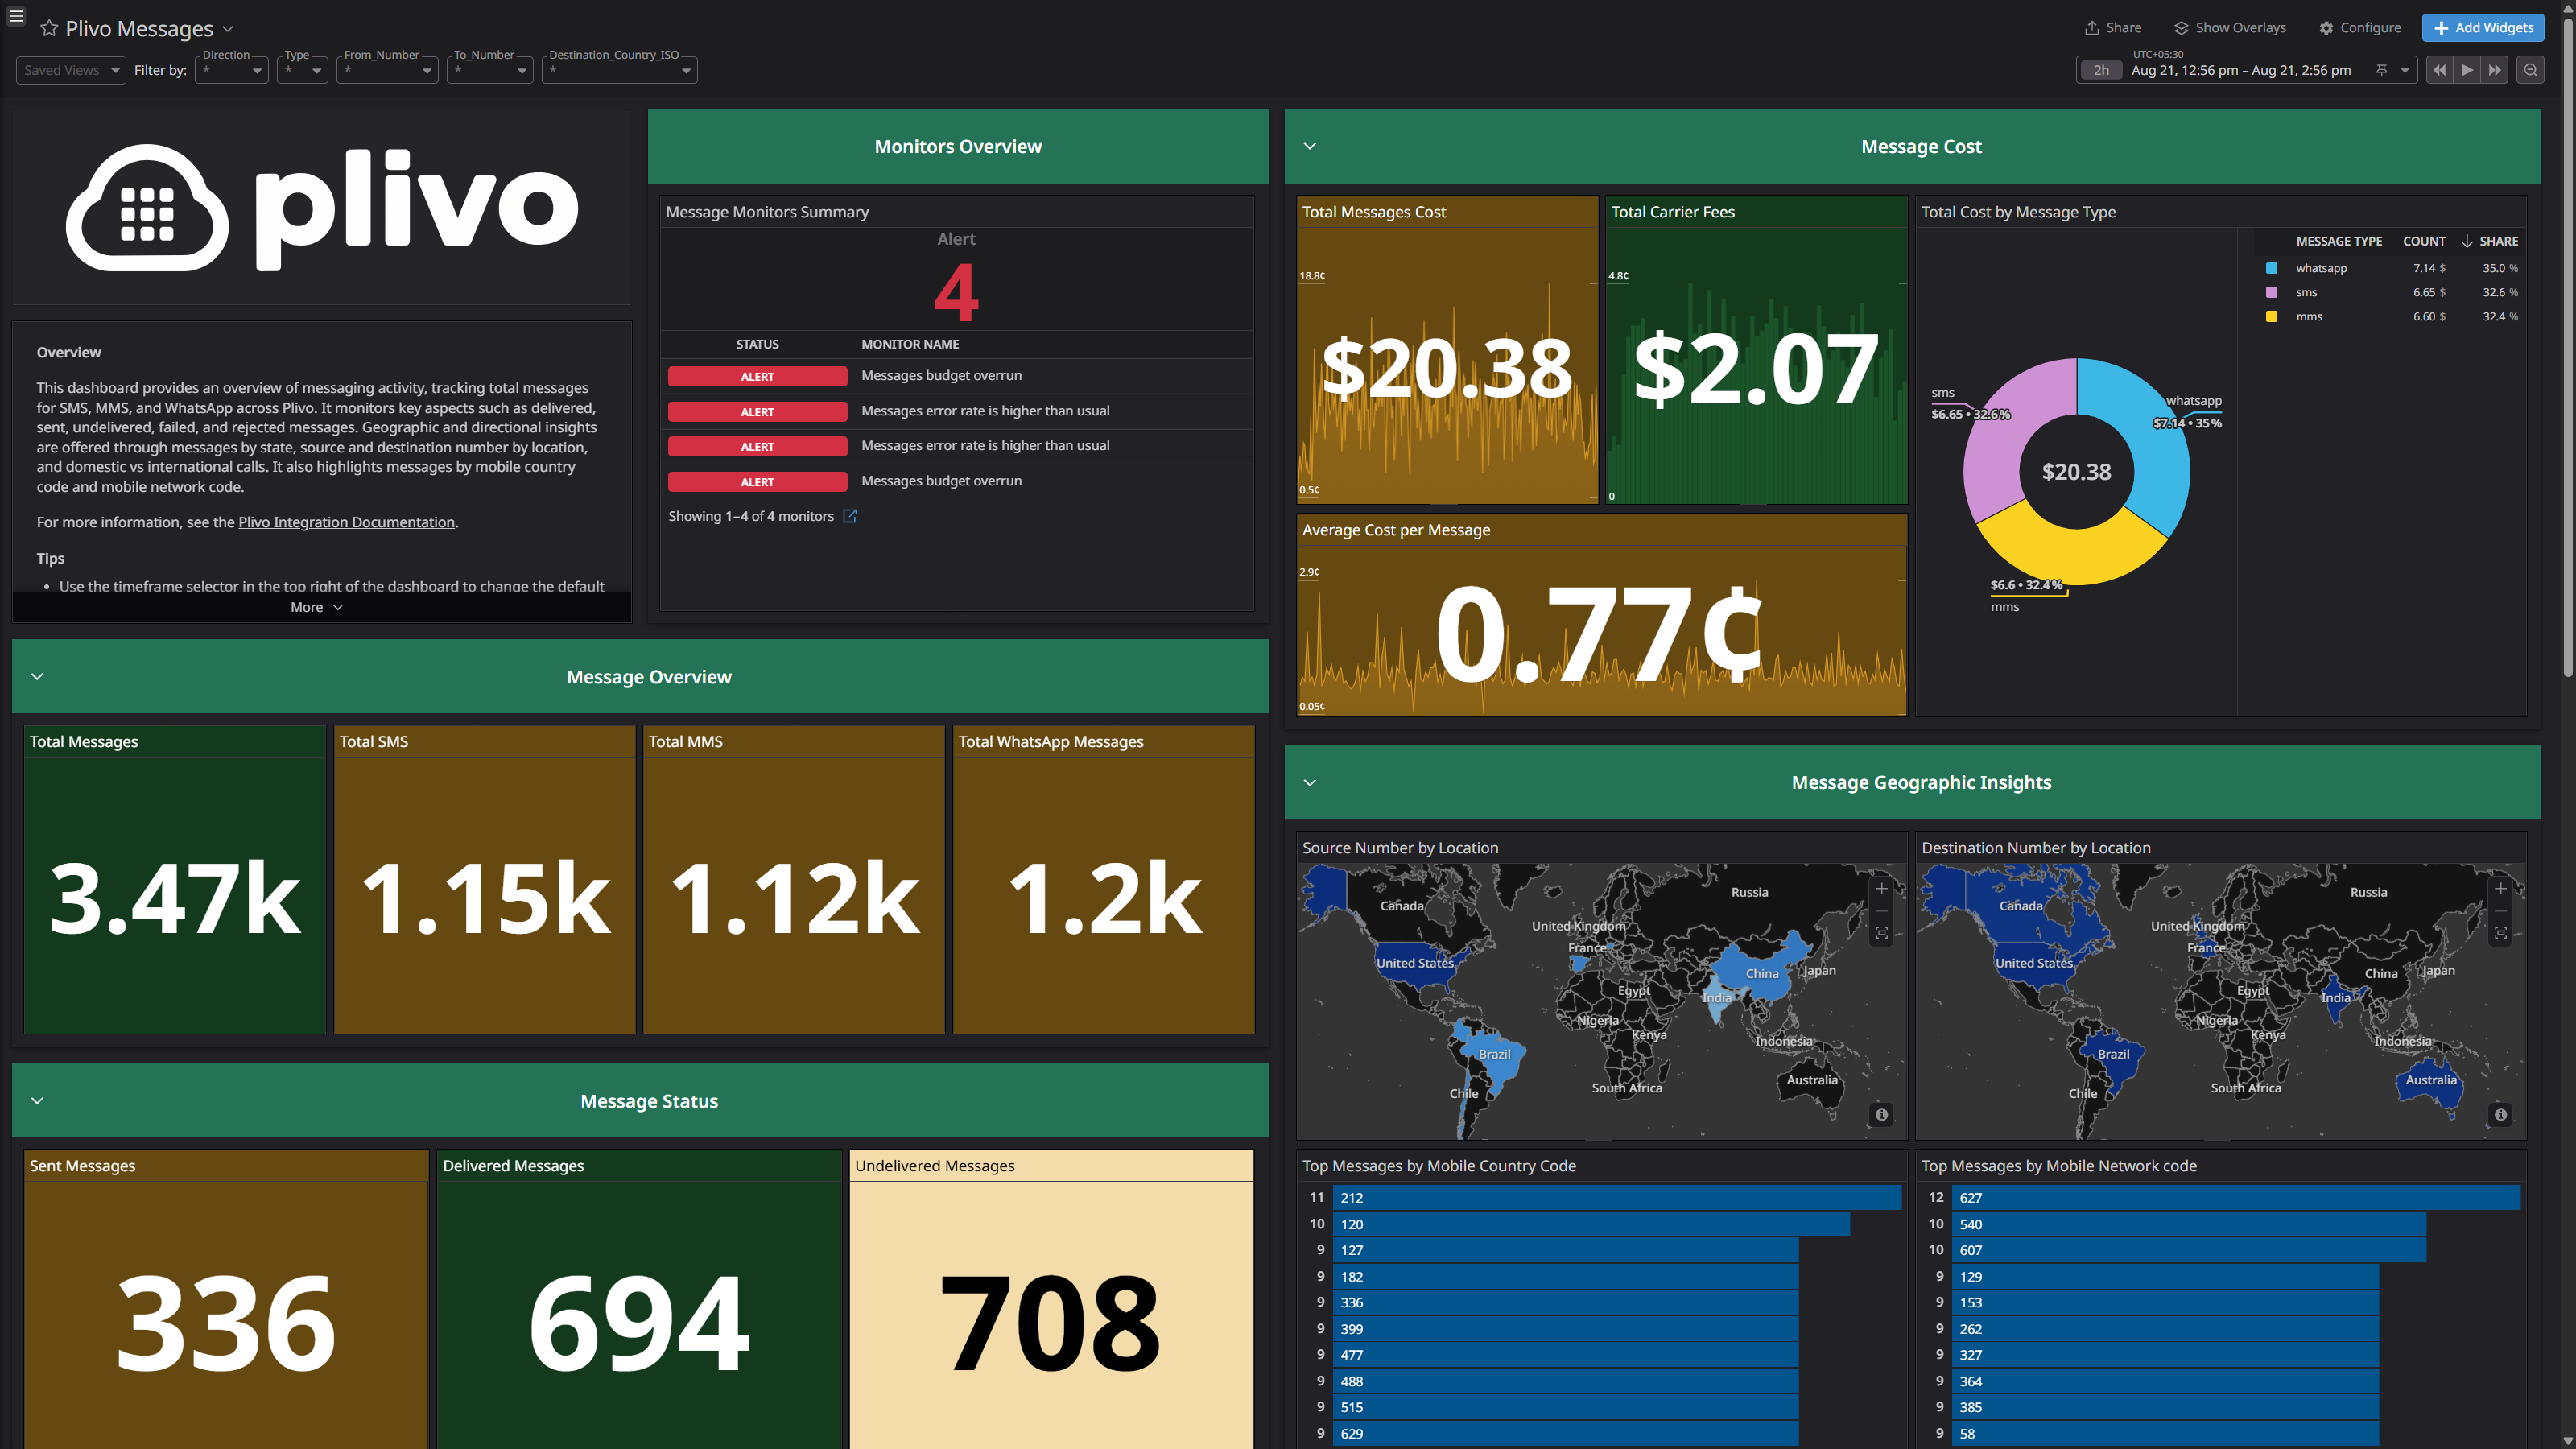 Plivo Messages
Share
Show Overlays
Configure
Add Widgets
Saved Views
Filter by:
Direction
*
Type
*
From_Number
*
To_Number
*
Destination_Country_ISO
*
UTC+05:30
2h
Aug 21, 12:56 pm – Aug 21, 2:56 pm
plivo
Overview
This dashboard provides an overview of messaging activity, tracking total messages
for SMS, MMS, and WhatsApp across Plivo. It monitors key aspects such as delivered,
sent, undelivered, failed, and rejected messages. Geographic and directional insights
are offered through messages by state, source and destination number by location,
and domestic vs international calls. It also highlights messages by mobile country
code and mobile network code.
For more information, see the Plivo Integration Documentation.
Tips
• Use the timeframe selector in the top right of the dashboard to change the default
More
Monitors Overview
Message Monitors Summary
Alert
4
STATUS MONITOR NAME
ALERT Messages budget overrun
ALERT Messages error rate is higher than usual
ALERT Messages error rate is higher than usual
ALERT Messages budget overrun
Showing 1–4 of 4 monitors
Message Overview
Total Messages
3.47k
Total SMS
1.15k
Total MMS
1.12k
Total WhatsApp Messages
1.2k
Message Status
Sent Messages
336
Delivered Messages
694
Undelivered Messages
708
Message Cost
Total Messages Cost
18.8¢
$20.38
0.5¢
Total Carrier Fees
4.8¢
$2.07
0
Average Cost per Message
2.9¢
0.77¢
0.05¢
Total Cost by Message Type
MESSAGE TYPE COUNT SHARE
whatsapp 7.14 $ 35.0 %
sms 6.65 $ 32.6 %
mms 6.60 $ 32.4 %
sms
$6.65 • 32.6%
whatsapp
$7.14 • 35%
$20.38
$6.6 • 32.4%
mms
Message Geographic Insights
Source Number by Location
Russia
Canada
United Kingdom
France
United States
China
Japan
Egypt
India
Nigeria
Kenya
Indonesia
Brazil
Australia
South Africa
Chile
Destination Number by Location
Russia
Canada
United Kingdom
France
United States
China
Japan
Egypt
India
Nigeria
Kenya
Indonesia
Brazil
Australia
South Africa
Chile
Top Messages by Mobile Country Code
11 212
10 120
9 127
9 182
9 336
9 399
9 477
9 488
9 515
9 629
Top Messages by Mobile Network code
12 627
10 540
10 607
9 129
9 153
9 262
9 327
9 364
9 385
9 58